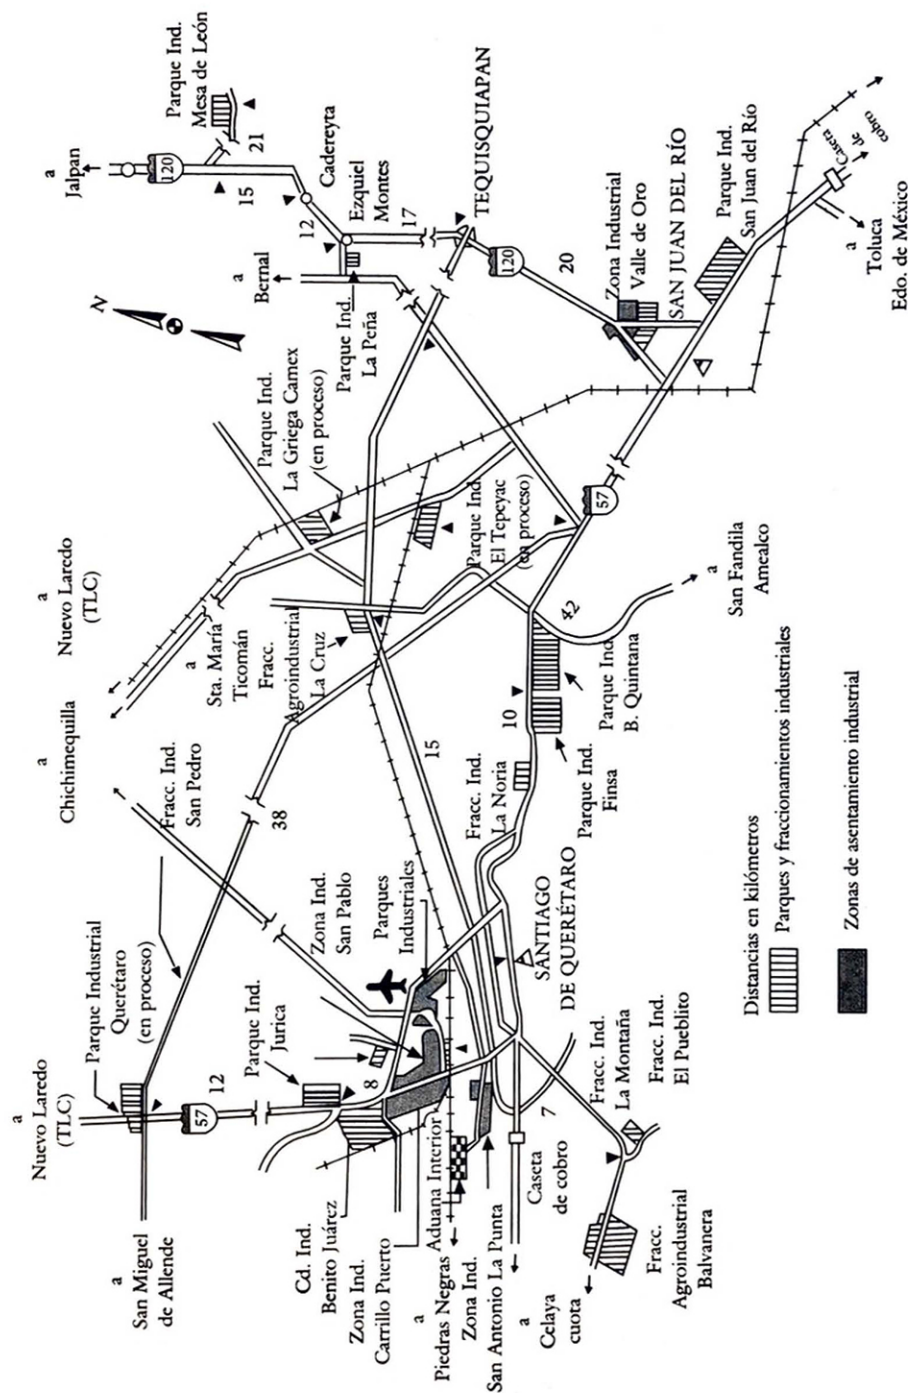 a
Nuevo Laredo
(TLC)
Parque Industrial
Querétaro
(en proceso)
Fracc. Ind.
San Pedro
a
Chichimequilla
a
Nuevo Laredo
(TLC)
a
Sta. María
Ticomán
Fracc.
Agroindustrial
La Cruz
Parque Ind.
La Griega Camex
(en proceso)
N
a
Bernal
a
Jalpan
Parque Ind.
Mesa de León
120
21
15
Cadereyta
12
Ezquiel
Montes
17
Parque Ind.
La Peña
TEQUISQUIAPAN
120
20
Zona Industrial
Valle de Oro
SAN JUAN DEL RÍO
Parque Ind.
San Juan del Río
Caseta
de
cobro
a
Toluca
Edo. de México
57
Parque Ind
El Tepeyac
(en proceso)
42
a
San Fandila
Amealco
Parque Ind
B. Quintana
10
Parque Ind.
Finsa
Fracc. Ind.
La Noria
15
38
Zona Ind.
San Pablo
Parques
Industriales
SANTIAGO
DE QUERÉTARO
12
57
Parque Ind.
Jurica
8
a
San Miguel
de Allende
Cd. Ind.
Benito Juárez
Zona Ind.
Carrillo Puerto
Aduana Interior
a
Piedras Negras
Zona Ind.
San Antonio La Punta
a
Celaya
cuota
Caseta
de cobro
7
Fracc. Ind.
La Montaña
Fracc. Ind.
El Pueblito
Fracc.
Agroindustrial
Balvanera
Distancias en kilómetros
Parques y fraccionamientos industriales
Zonas de asentamiento industrial